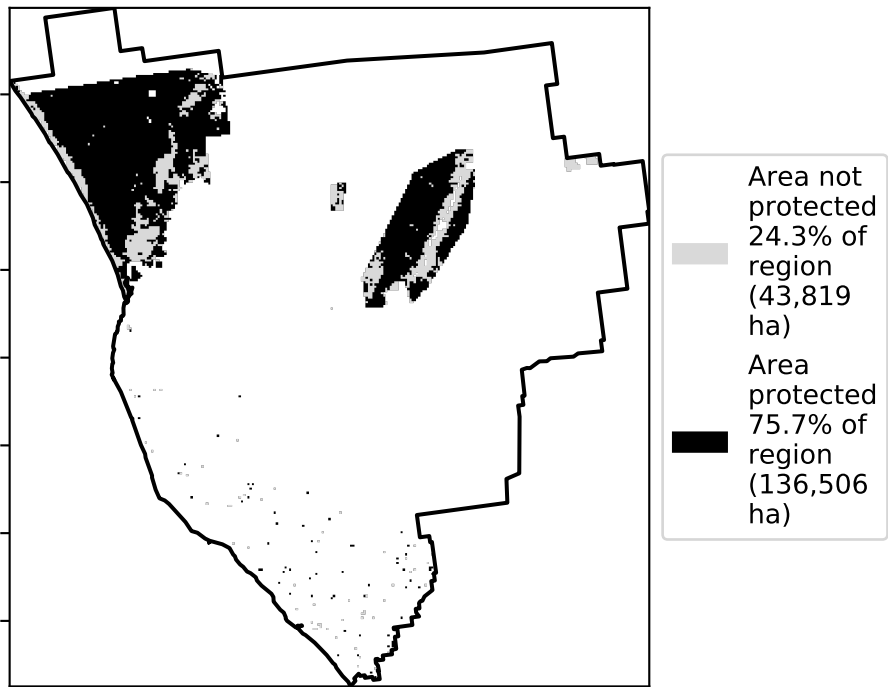 Area not
protected
24.3% of
region
(43,819
ha)
Area
protected
75.7% of
region
(136,506
ha)